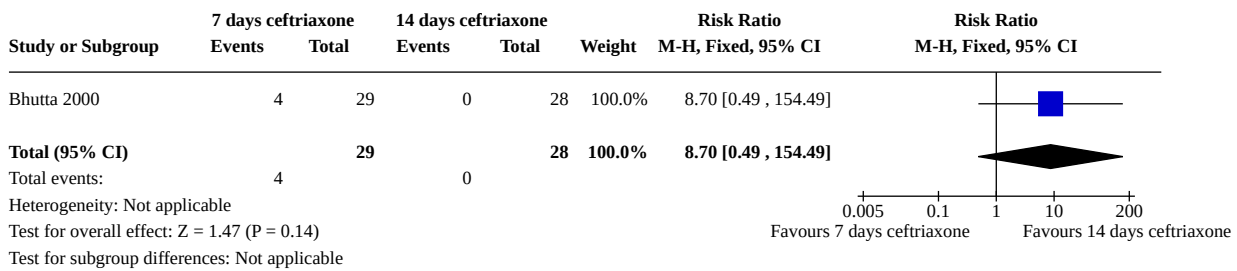 7 days ceftriaxone 14 days ceftriaxone Risk Ratio Risk Ratio
Study or Subgroup Events Total Events Total Weight M-H, Fixed, 95% CI M-H, Fixed, 95% CI
Bhutta 2000 4 29 0 28 100.0% 8.70 [0.49 , 154.49]
Total (95% CI) 29 28 100.0% 8.70 [0.49 , 154.49]
Total events: 4 0
Heterogeneity: Not applicable
0.005 0.1 1 10 200
Test for overall effect: Z = 1.47 (P = 0.14)
Favours 7 days ceftriaxone Favours 14 days ceftriaxone
Test for subgroup differences: Not applicable